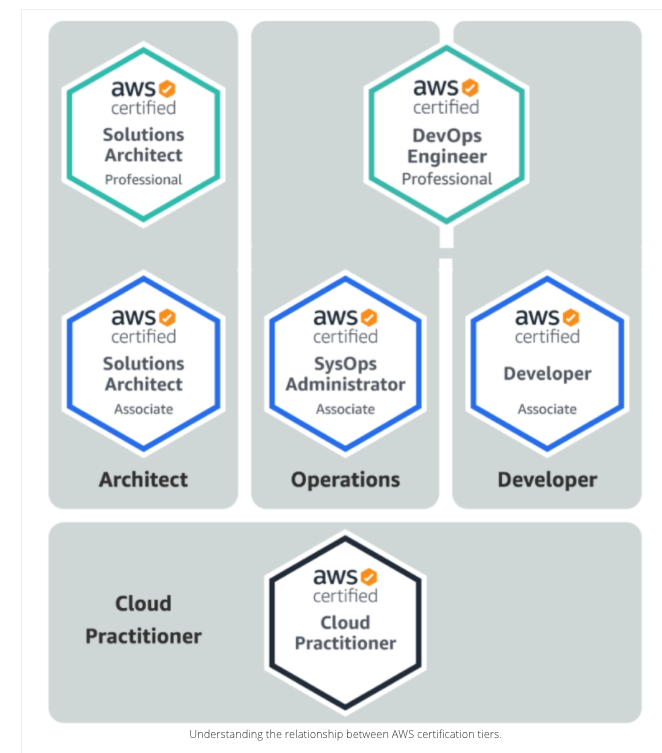 aws
certified
Solutions
Architect
Professional
aws
certified
DevOps
Engineer
Professional
aws
certified
Solutions
Architect
Associate
aws
certified
SysOps
Administrator
Associate
aws
certified
Developer
Associate
Architect
Operations
Developer
Cloud
Practitioner
aws
certified
Cloud
Practitioner
Understanding the relationship between AWS certification tiers.